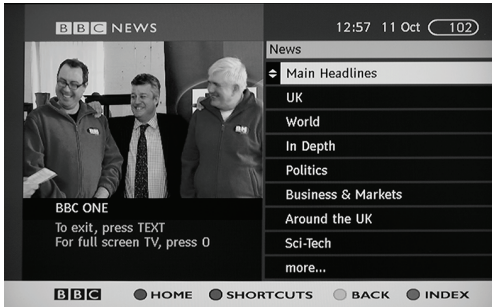 BBC NEWS
12:57 11 Oct 102
News
Main Headlines
UK
World
In Depth
Politics
Business & Markets
Around the UK
Sci-Tech
more...
BBC ONE
To exit, press TEXT
For full screen TV, press 0
BBC HOME SHORTCUTS BACK INDEX